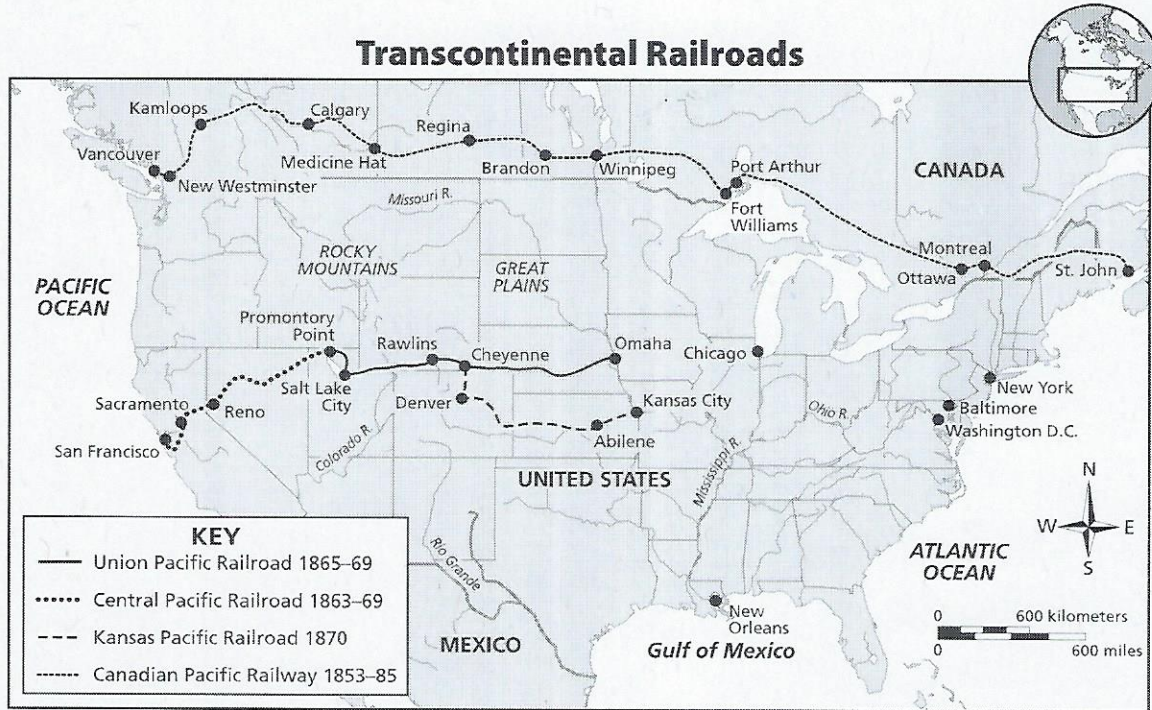 Transcontinental Railroads
Kamloops
Calgary
Regina
Vancouver
Medicine Hat
Brandon
Winnipeg
Port Arthur
CANADA
New Westminster
Missouri R.
Fort
Williams
ROCKY
MOUNTAINS
GREAT
PLAINS
Montreal
Ottawa
St. John
PACIFIC
OCEAN
Promontory
Point
Rawlins
Cheyenne
Omaha
Chicago
New York
Salt Lake
City
Denver
Kansas City
Sacramento
Reno
Ohio R.
Baltimore
Washington D.C.
San Francisco
Colorado R.
Abilene
UNITED STATES
Mississippi R.
KEY
Union Pacific Railroad 1865–69
Central Pacific Railroad 1863–69
Kansas Pacific Railroad 1870
Canadian Pacific Railway 1853–85
Rio Grande
MEXICO
New
Orleans
Gulf of Mexico
ATLANTIC
OCEAN
N
W
E
S
0 600 kilometers
0 600 miles